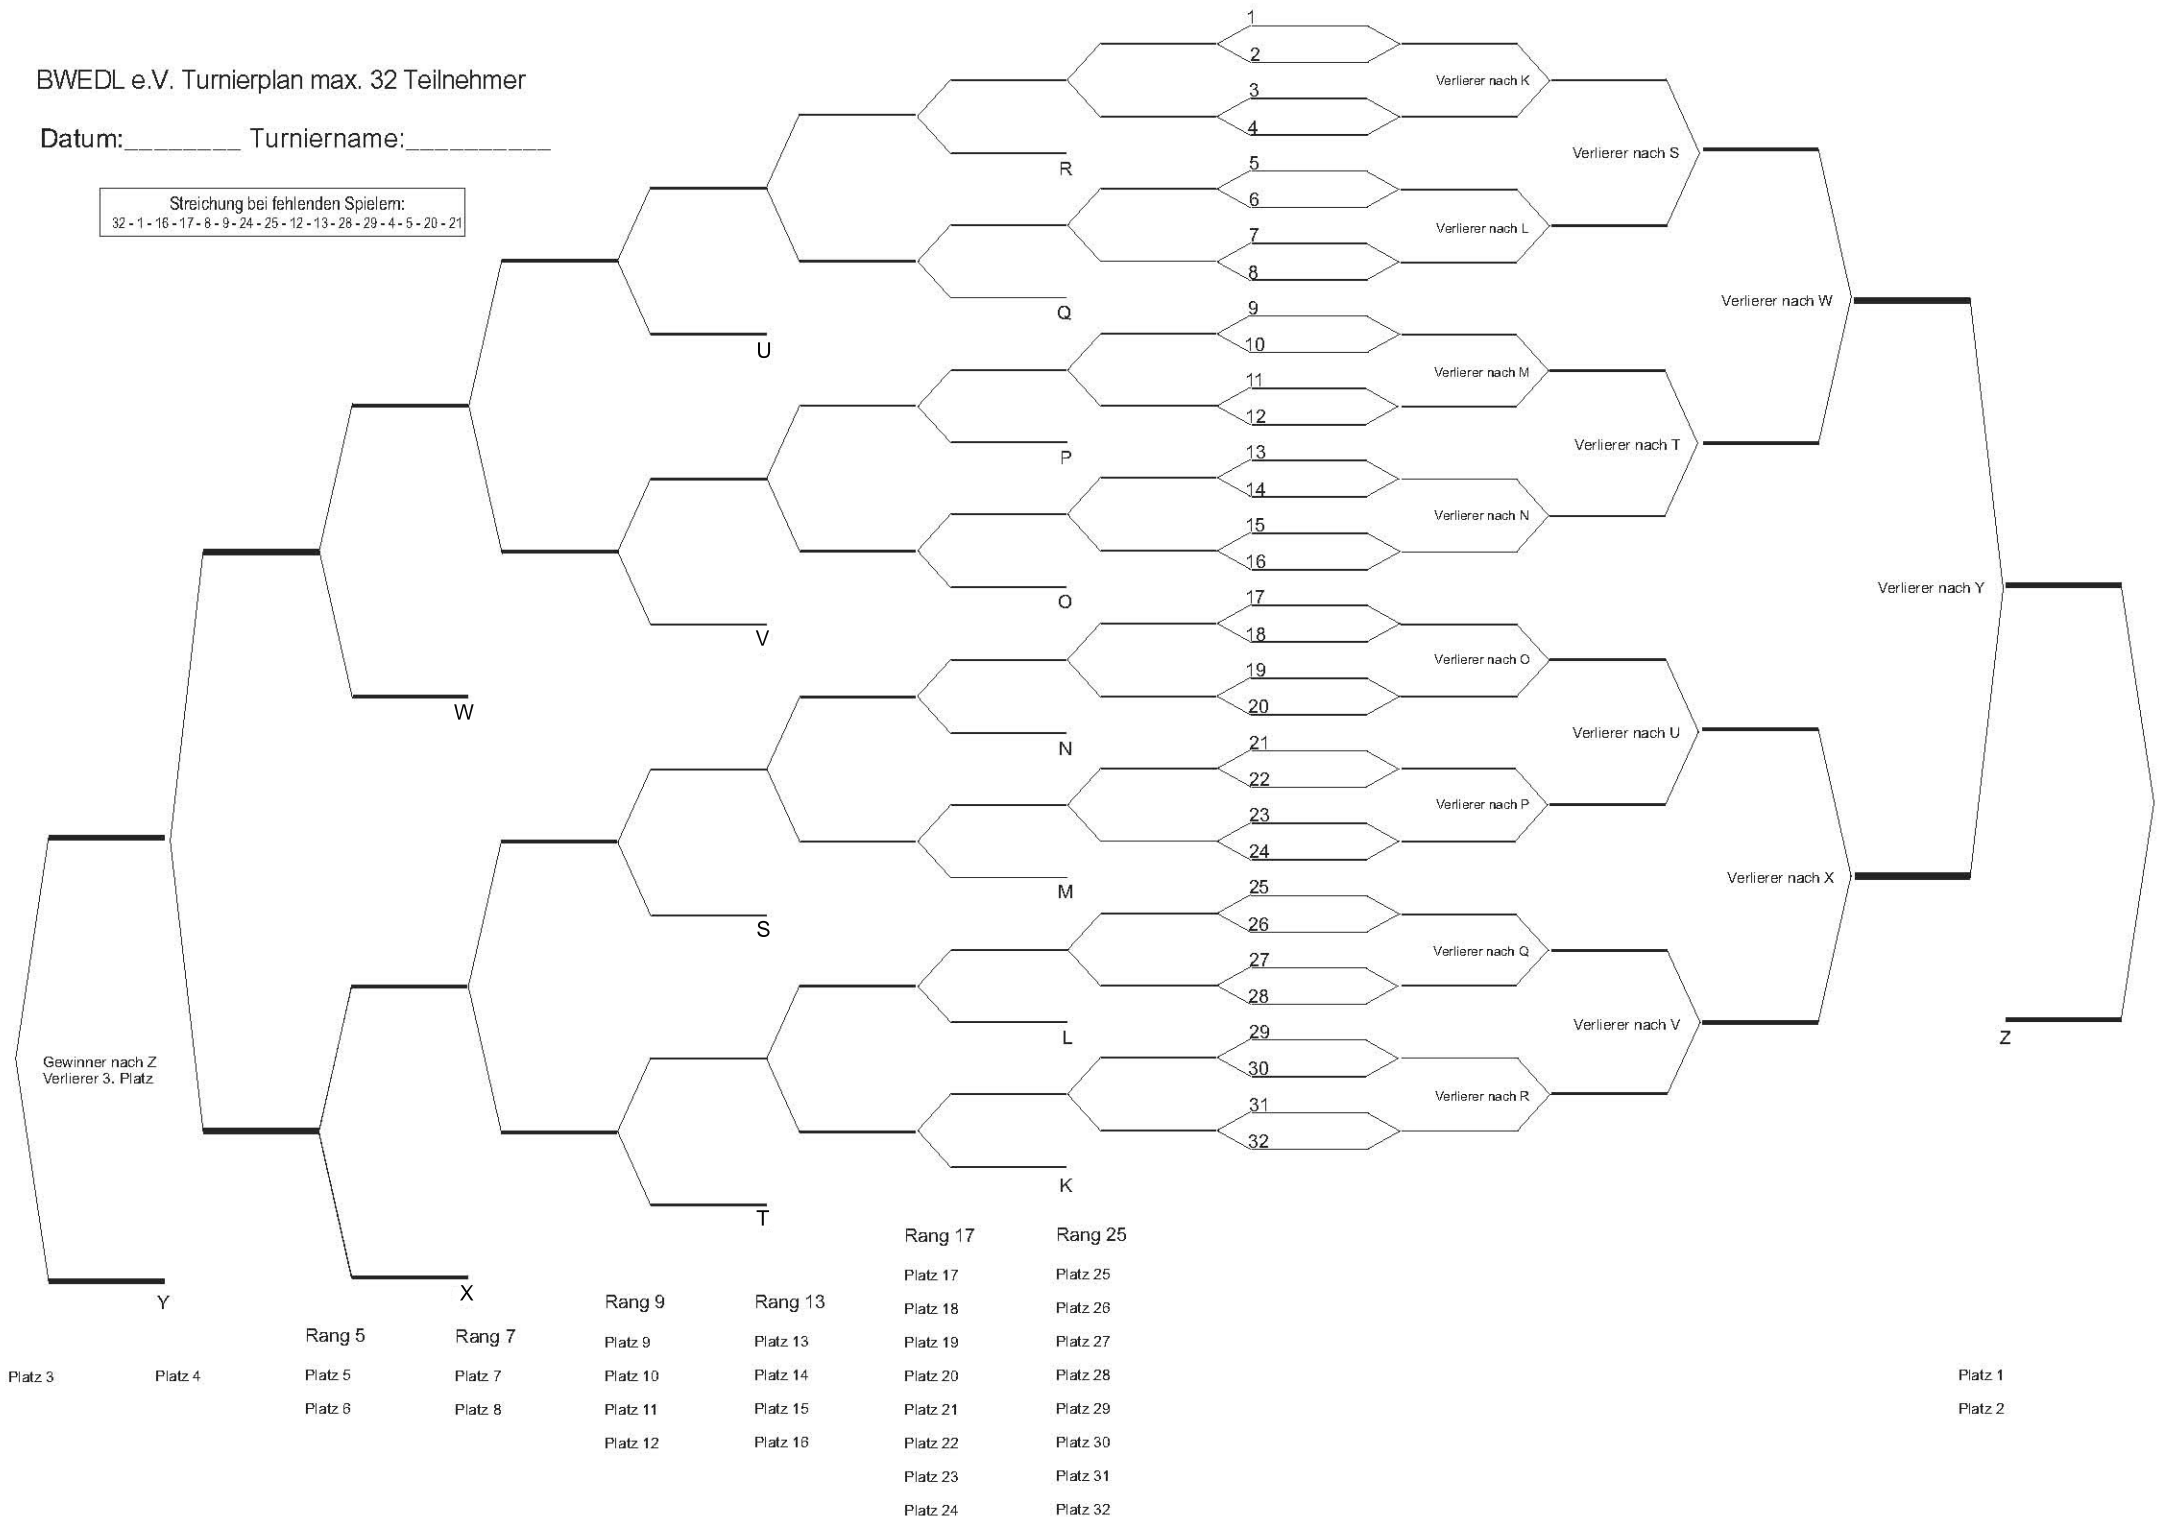 BWEDL e.V. Turnierplan max. 32 Teilnehmer
Datum:________ Turniername:__________
Streichung bei fehlenden Spielern:
32 - 1 - 16 - 17 - 8 - 9 - 24 - 25 - 12 - 13 - 28 - 29 - 4 - 5 - 20 - 21
1
2
3
4
5
6
7
8
9
10
11
12
13
14
15
16
17
18
19
20
21
22
23
24
25
26
27
28
29
30
31
32
Verlierer nach K
Verlierer nach L
Verlierer nach M
Verlierer nach N
Verlierer nach O
Verlierer nach P
Verlierer nach Q
Verlierer nach R
Verlierer nach S
Verlierer nach T
Verlierer nach U
Verlierer nach V
Verlierer nach W
Verlierer nach X
Verlierer nach Y
Z
R
Q
P
O
N
M
L
K
U
V
S
T
W
X
Gewinner nach Z
Verlierer 3. Platz
Y
Platz 3
Platz 4
Rang 5
Platz 5
Platz 6
Rang 7
Platz 7
Platz 8
Rang 9
Platz 9
Platz 10
Platz 11
Platz 12
Rang 13
Platz 13
Platz 14
Platz 15
Platz 16
Rang 17
Platz 17
Platz 18
Platz 19
Platz 20
Platz 21
Platz 22
Platz 23
Platz 24
Rang 25
Platz 25
Platz 26
Platz 27
Platz 28
Platz 29
Platz 30
Platz 31
Platz 32
Platz 1
Platz 2